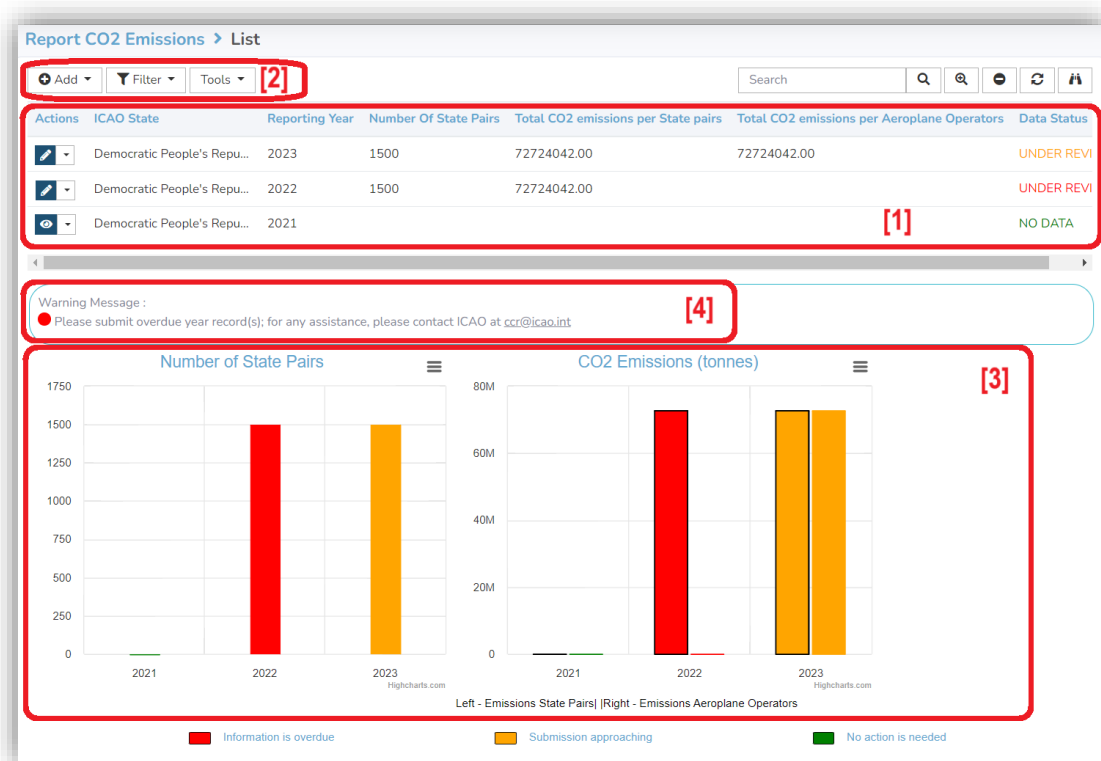 Report CO2 Emissions > List
Add Filter Tools [2] Search
Actions ICAO State Reporting Year Number Of State Pairs Total CO2 emissions per State pairs Total CO2 emissions per Aeroplane Operators Data Status
Democratic People's Repu... 2023 1500 72724042.00 72724042.00 UNDER REVI
Democratic People's Repu... 2022 1500 72724042.00 UNDER REVI
Democratic People's Repu... 2021 NO DATA
[1]
Warning Message :
Please submit overdue year record(s); for any assistance, please contact ICAO at ccr@icao.int
[4]
Number of State Pairs
1750
1500
1250
1000
750
500
250
0
2021 2022 2023
Highcharts.com
CO2 Emissions (tonnes)
[3]
80M
60M
40M
20M
0
2021 2022 2023
Highcharts.com
Left - Emissions State Pairs| |Right - Emissions Aeroplane Operators
Information is overdue Submission approaching No action is needed